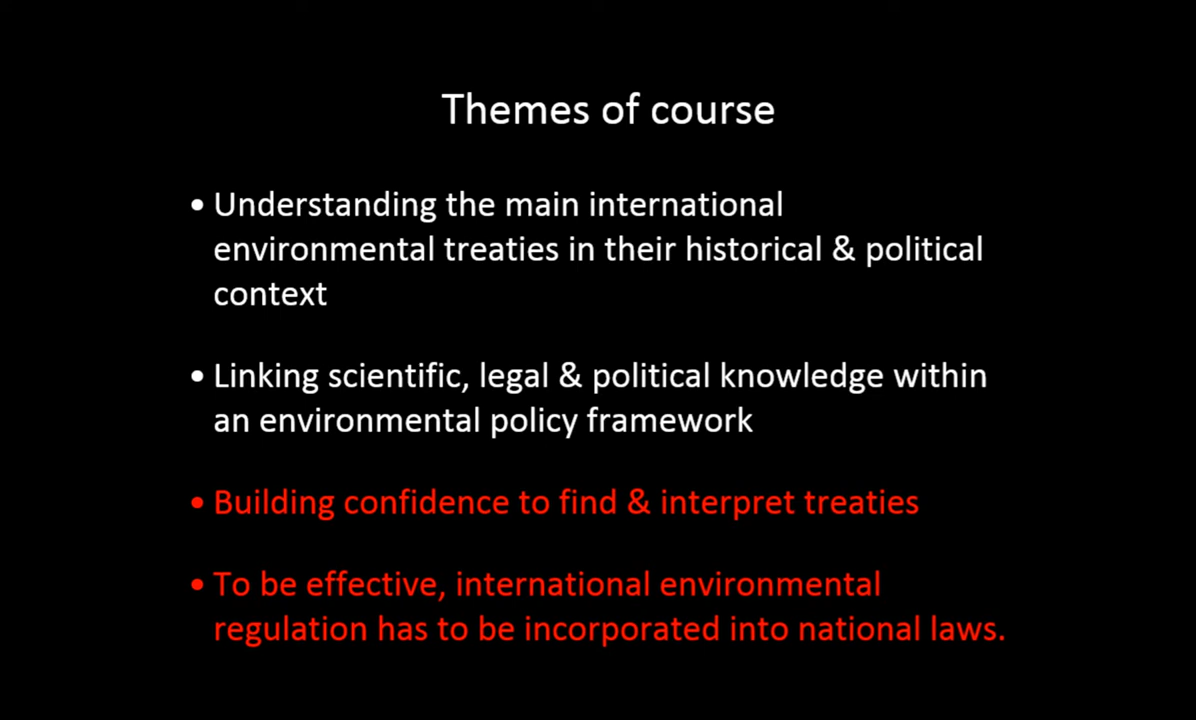 Themes of course
• Understanding the main international
environmental treaties in their historical & political
context
• Linking scientific, legal & political knowledge within
an environmental policy framework
• Building confidence to find & interpret treaties
• To be effective, international environmental
regulation has to be incorporated into national laws.